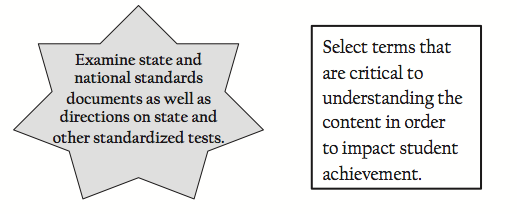 Examine state and
national standards
documents as well as
directions on state and
other standardized tests.
Select terms that
are critical to
understanding the
content in order
to impact student
achievement.